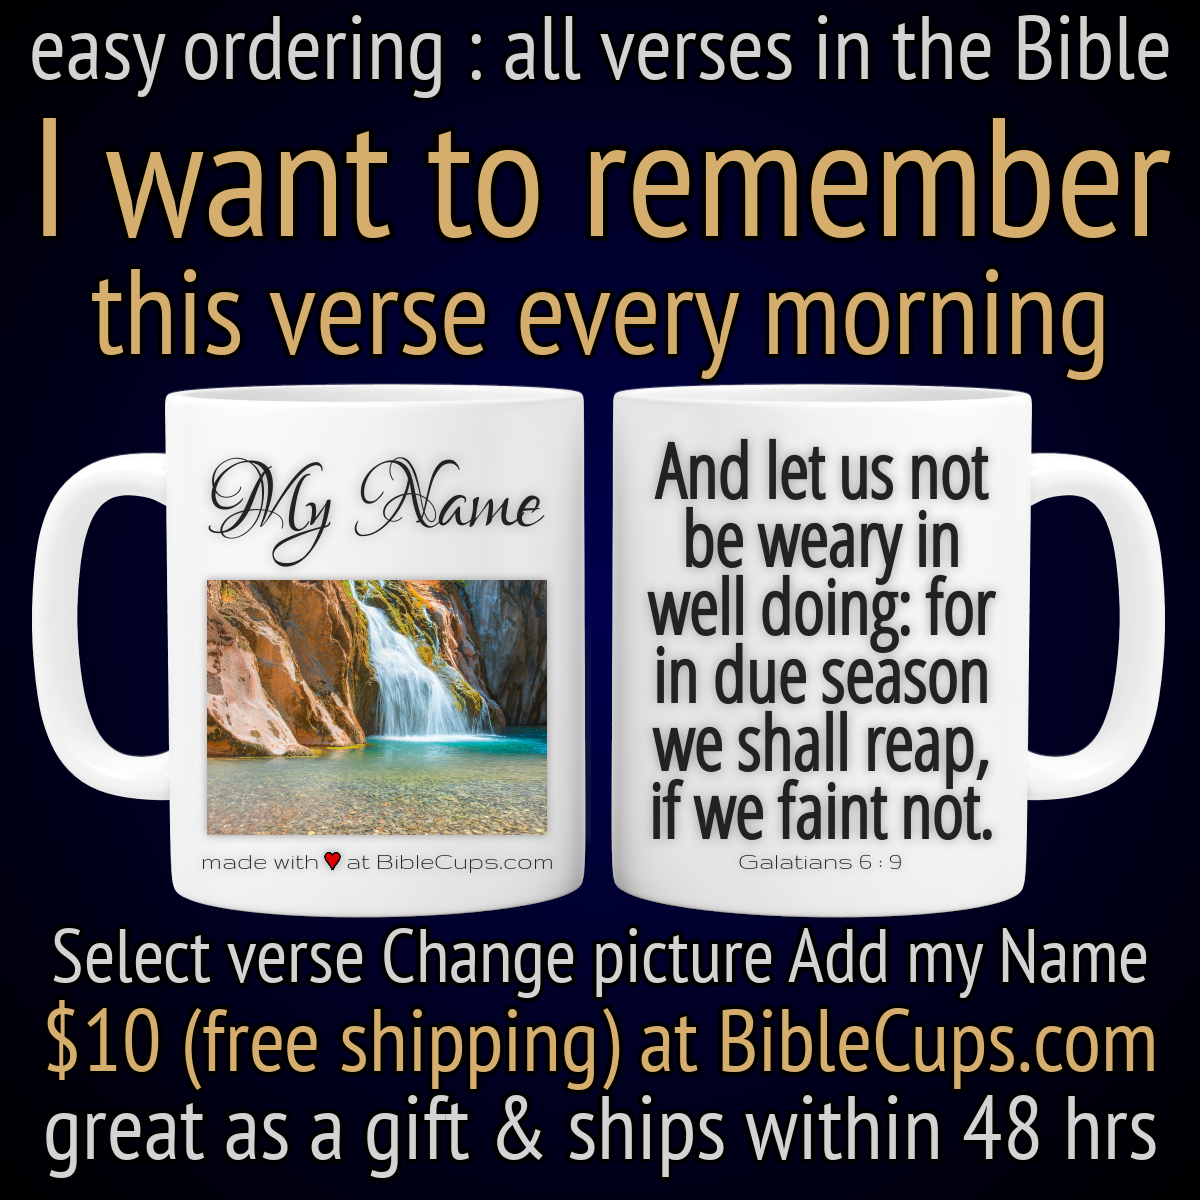 easy ordering : all verses in the Bible
I want to remember
this verse every morning
My Name
made with ♥ at BibleCups.com
And let us not
be weary in
well doing: for
in due season
we shall reap,
if we faint not.
Galatians 6 : 9
Select verse Change picture Add my Name
$10 (free shipping) at BibleCups.com
great as a gift & ships within 48 hrs